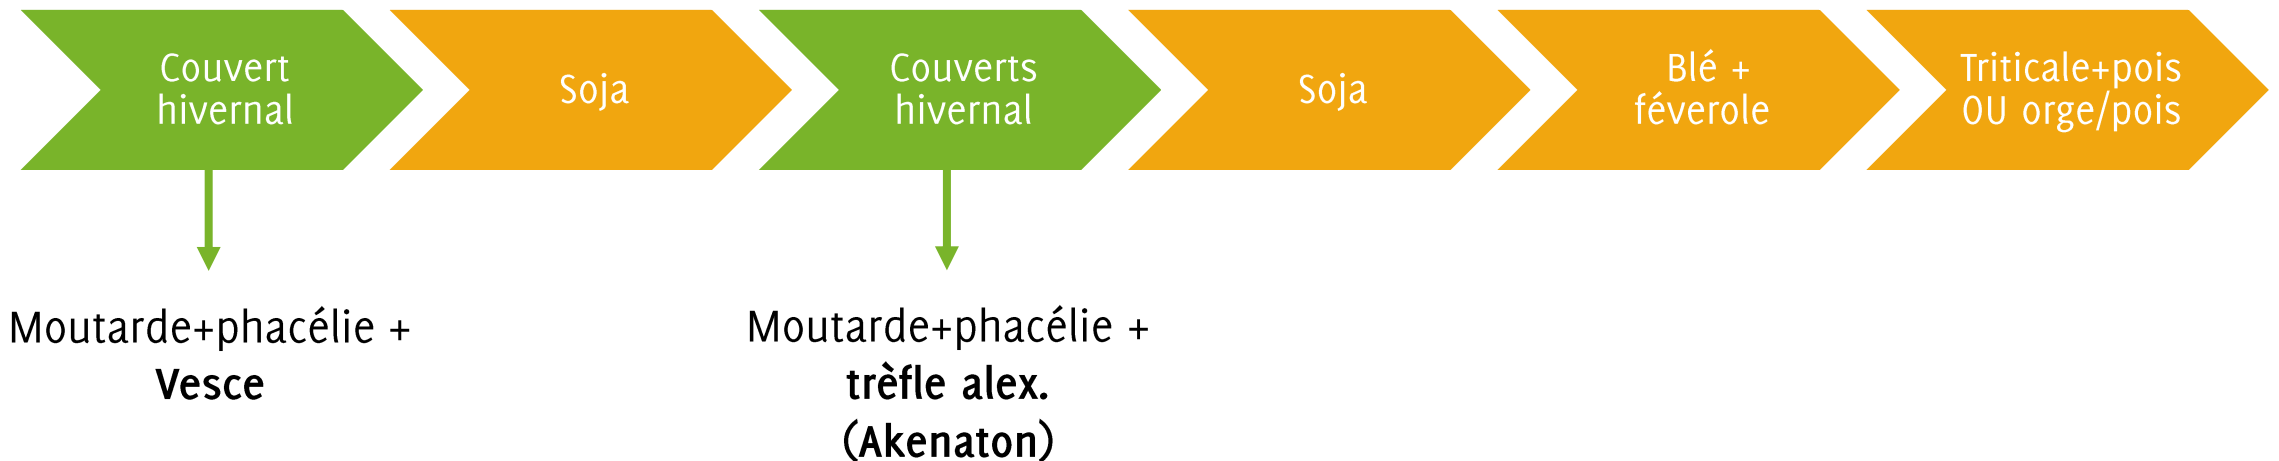 Couvert
hivernal
Soja
Couverts
hivernal
Soja
Blé +
féverole
Triticale+pois
OU orge/pois
Moutarde+phacélie +
Vesce
Moutarde+phacélie +
trèfle alex.
(Akenaton)